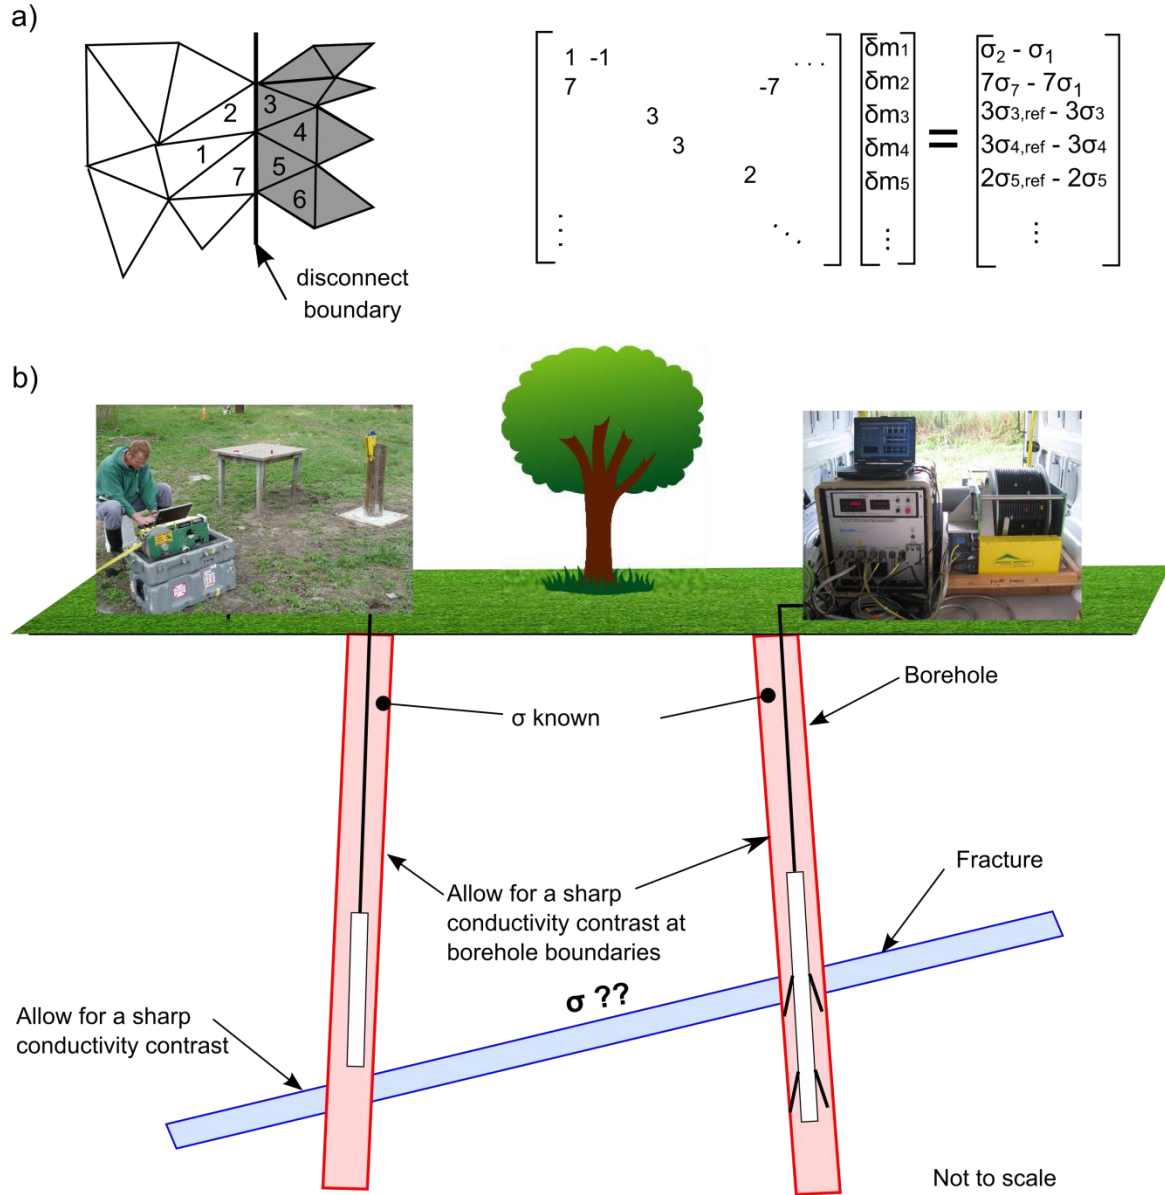 a)
2
3
1
4
7
5
6
disconnect
boundary
1 -1 ...
7 -7
3
3
2
⋮ ⋱
δm1
δm2
δm3
δm4
δm5
⋮
=
σ2 - σ1
7σ7 - 7σ1
3σ3,ref - 3σ3
3σ4,ref - 3σ4
2σ5,ref - 2σ5
⋮
b)
Borehole
σ known
Fracture
Allow for a sharp
conductivity contrast at
borehole boundaries
σ ??
Allow for a sharp
conductivity contrast
Not to scale